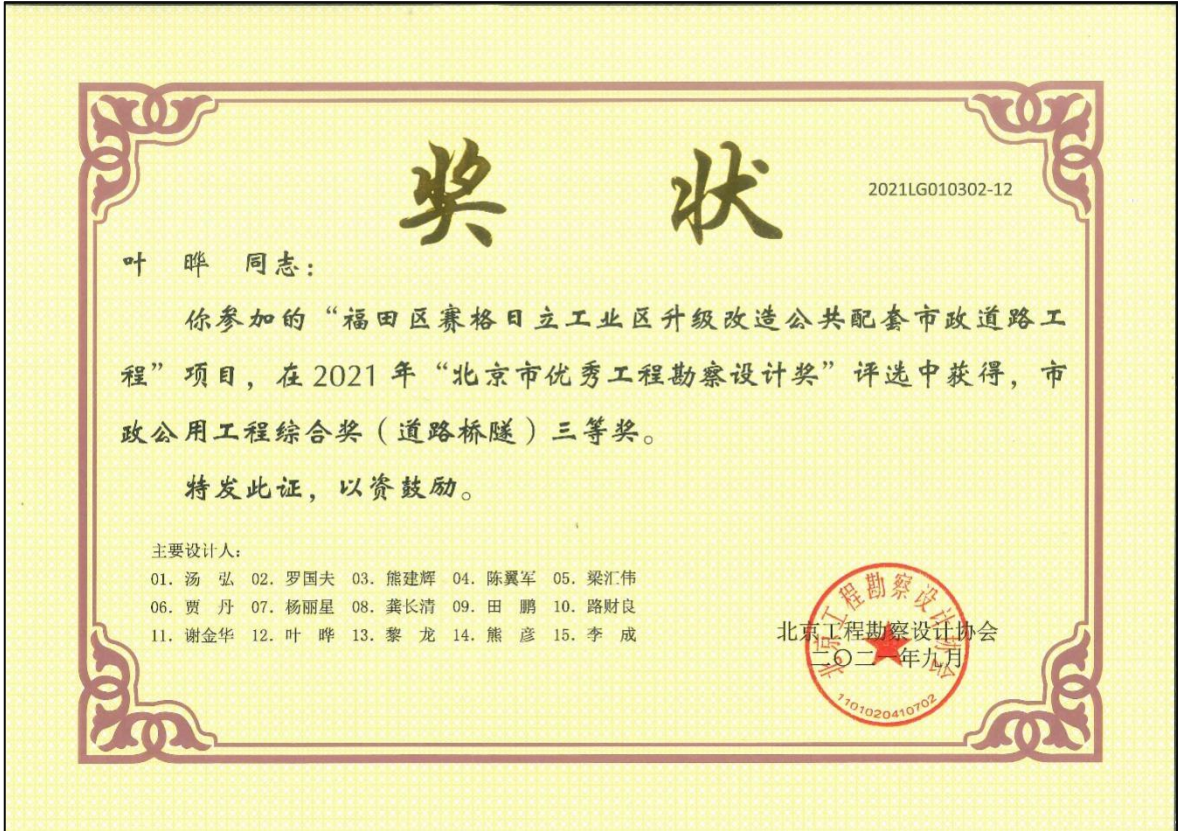 奖 状
2021LG010302-12
叶 晔 同志：
你参加的“福田区赛格日立工业区升级改造公共配套市政道路工
程”项目，在 2021 年“北京市优秀工程勘察设计奖”评选中获得，市
政公用工程综合奖（道路桥隧）三等奖。
特发此证，以资鼓励。
主要设计人：
01. 汤 弘 02. 罗国夫 03. 熊建辉 04. 陈翼军 05. 梁汇伟
06. 贾 丹 07. 杨丽星 08. 龚长清 09. 田 鹏 10. 路财良
11. 谢金华 12. 叶 晔 13. 黎 龙 14. 熊 彦 15. 李 成
北京工程勘察设计协会
二〇二一年九月
北京工程勘察设计协会
1101020410702